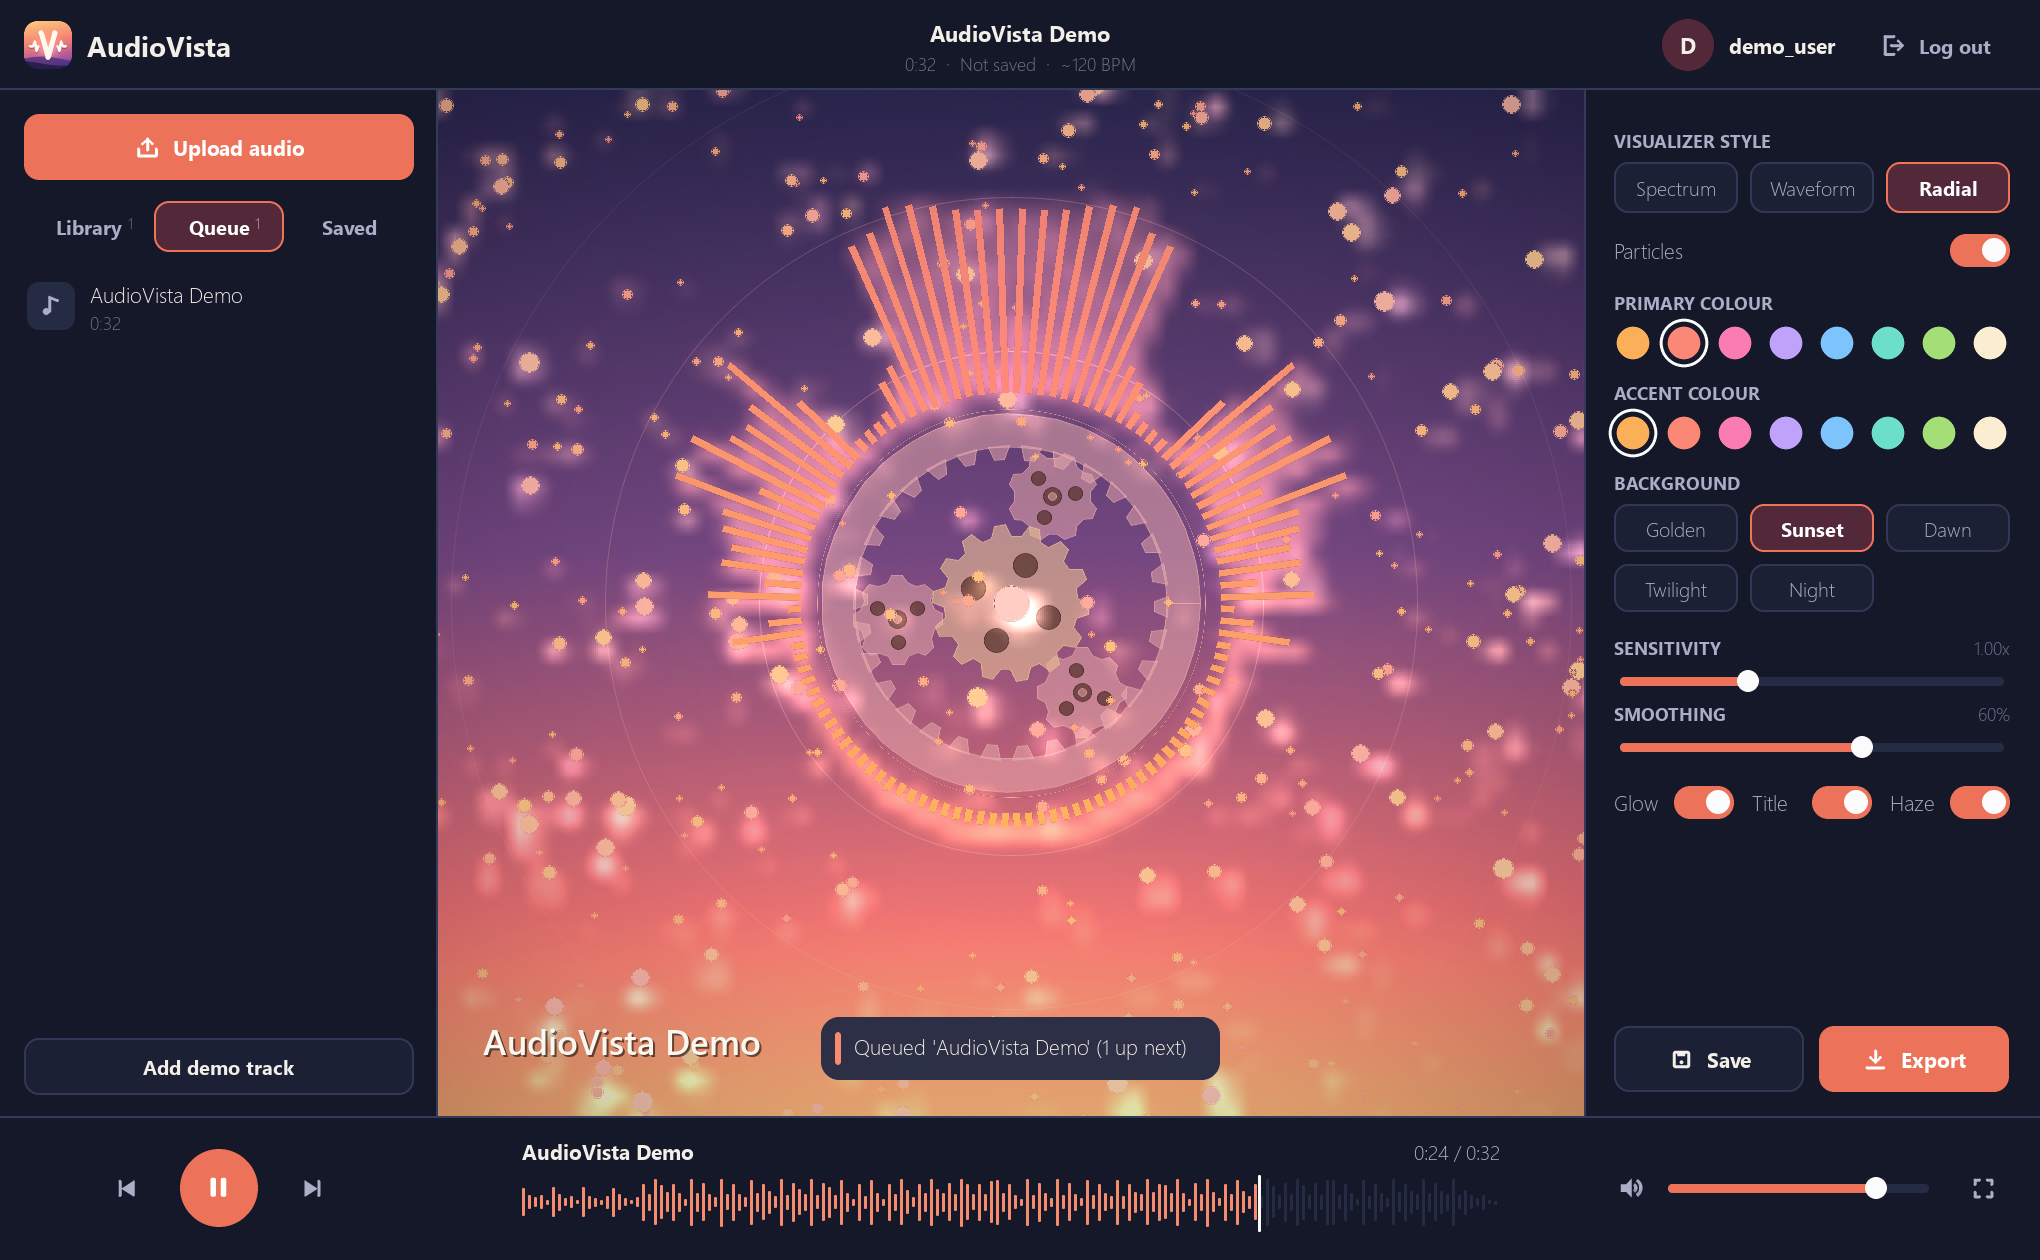 AudioVista
AudioVista Demo
0:32 · Not saved · ~120 BPM
D demo_user Log out
Upload audio
Library 1 Queue 1 Saved
AudioVista Demo
0:32
Add demo track
AudioVista Demo
Queued 'AudioVista Demo' (1 up next)
VISUALIZER STYLE
Spectrum Waveform Radial
Particles
PRIMARY COLOUR
ACCENT COLOUR
BACKGROUND
Golden Sunset Dawn
Twilight Night
SENSITIVITY 1.00x
SMOOTHING 60%
Glow Title Haze
Save Export
AudioVista Demo 0:24 / 0:32